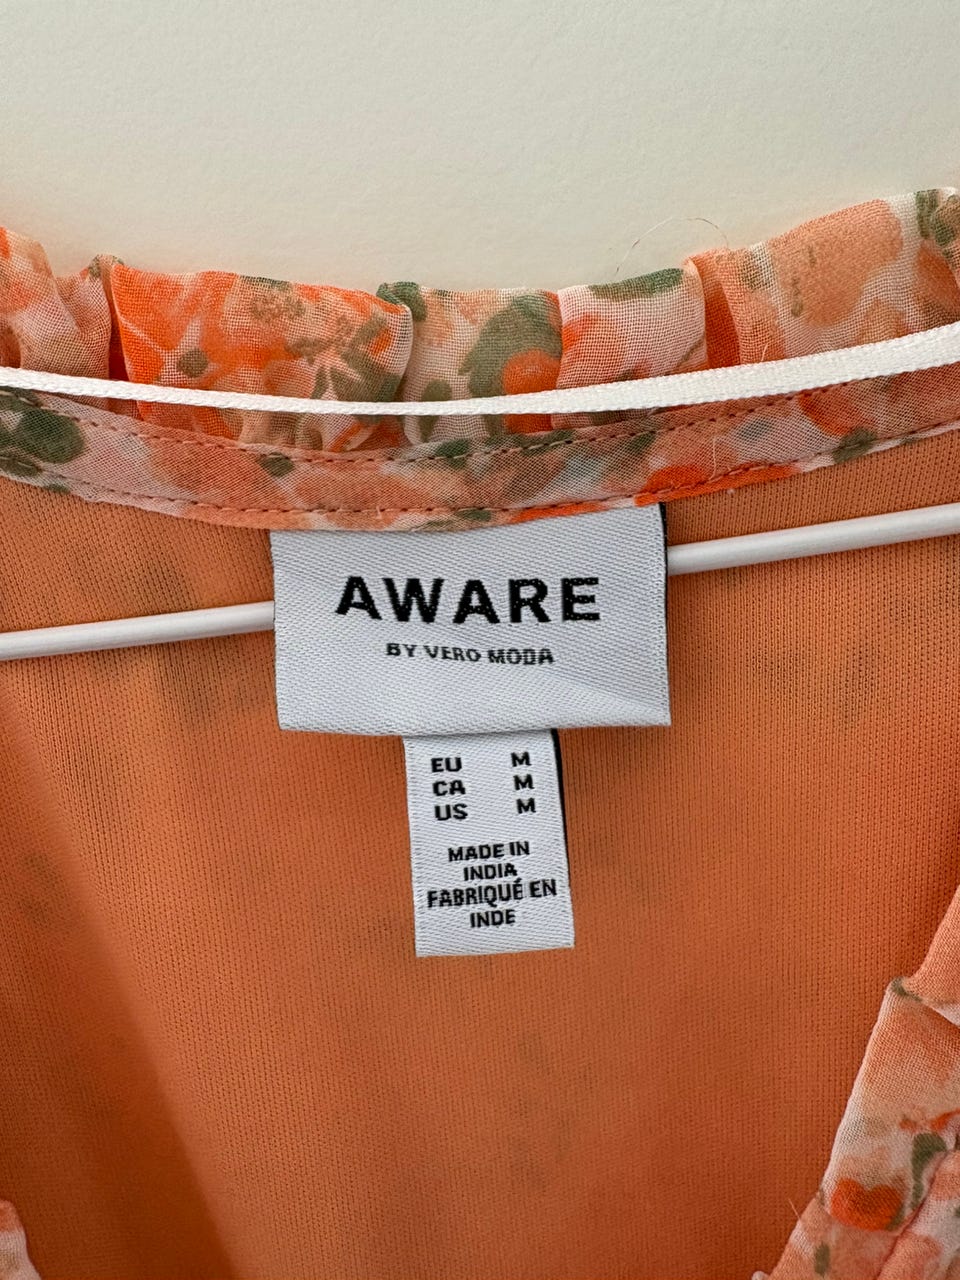 AWARE
BY VERO MODA
EU M
CA M
US M
MADE IN
INDIA
FABRIQUÉ EN
INDE